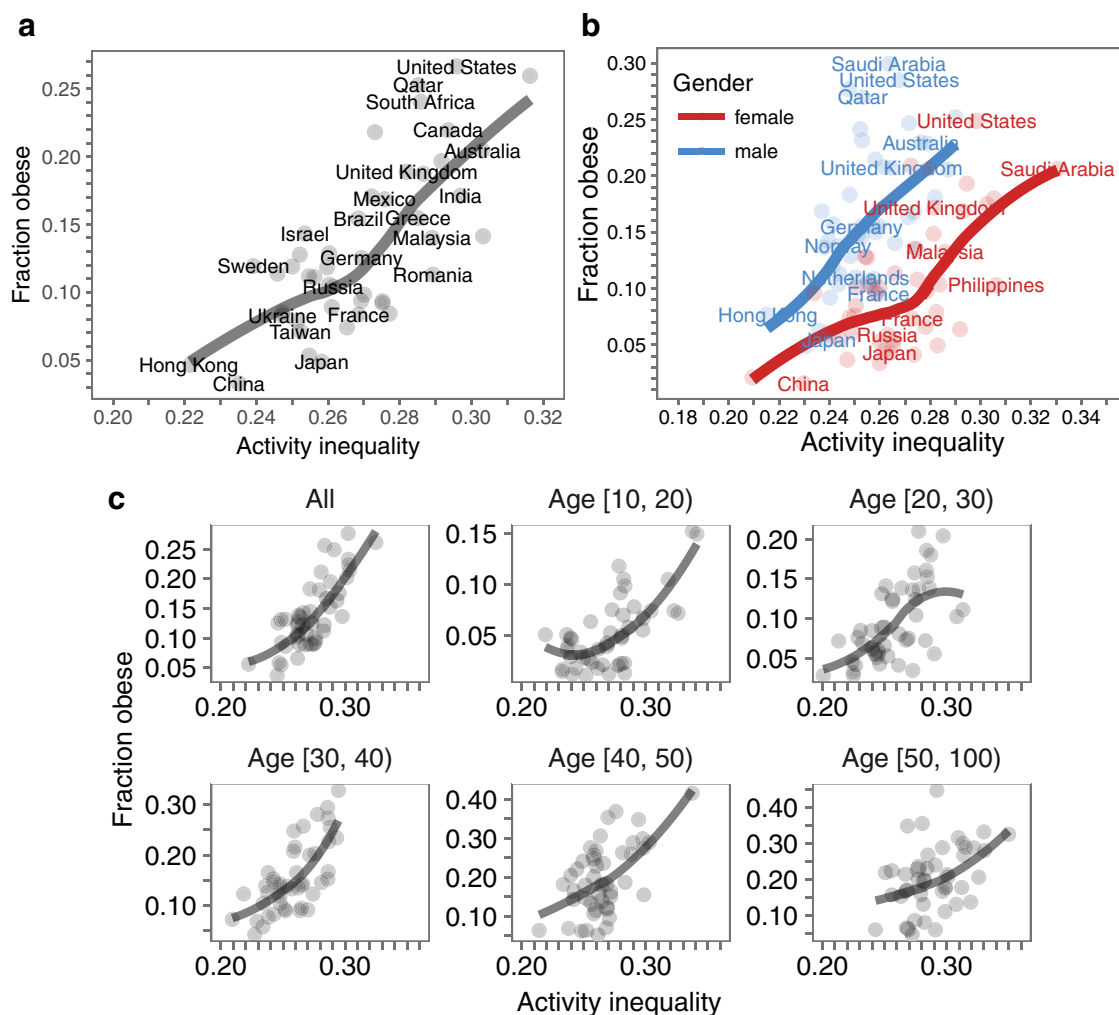 a
Fraction obese
0.25
0.20
0.15
0.10
0.05
United States
Qatar
South Africa
Canada
Australia
United Kingdom
Mexico
India
Brazil
Greece
Israel
Malaysia
Sweden
Germany
Romania
Russia
Ukraine
France
Taiwan
Hong Kong
Japan
China
0.20 0.22 0.24 0.26 0.28 0.30 0.32
Activity inequality
b
Fraction obese
0.30
0.25
0.20
0.15
0.10
0.05
Gender
female
male
Saudi Arabia
United States
Qatar
United States
Australia
United Kingdom
Saudi Arabia
United Kingdom
Germany
Norway
Malaysia
Netherlands
Philippines
France
Hong Kong
France
Japan
Russia
Japan
China
0.18 0.20 0.22 0.24 0.26 0.28 0.30 0.32 0.34
Activity inequality
c
Fraction obese
All
0.25
0.20
0.15
0.10
0.05
0.20 0.30
Age [10, 20)
0.15
0.10
0.05
0.20 0.30
Age [20, 30)
0.20
0.15
0.10
0.05
0.20 0.30
Age [30, 40)
0.30
0.20
0.10
0.20 0.30
Age [40, 50)
0.40
0.30
0.20
0.10
0.20 0.30
Age [50, 100)
0.40
0.30
0.20
0.10
0.20 0.30
Activity inequality